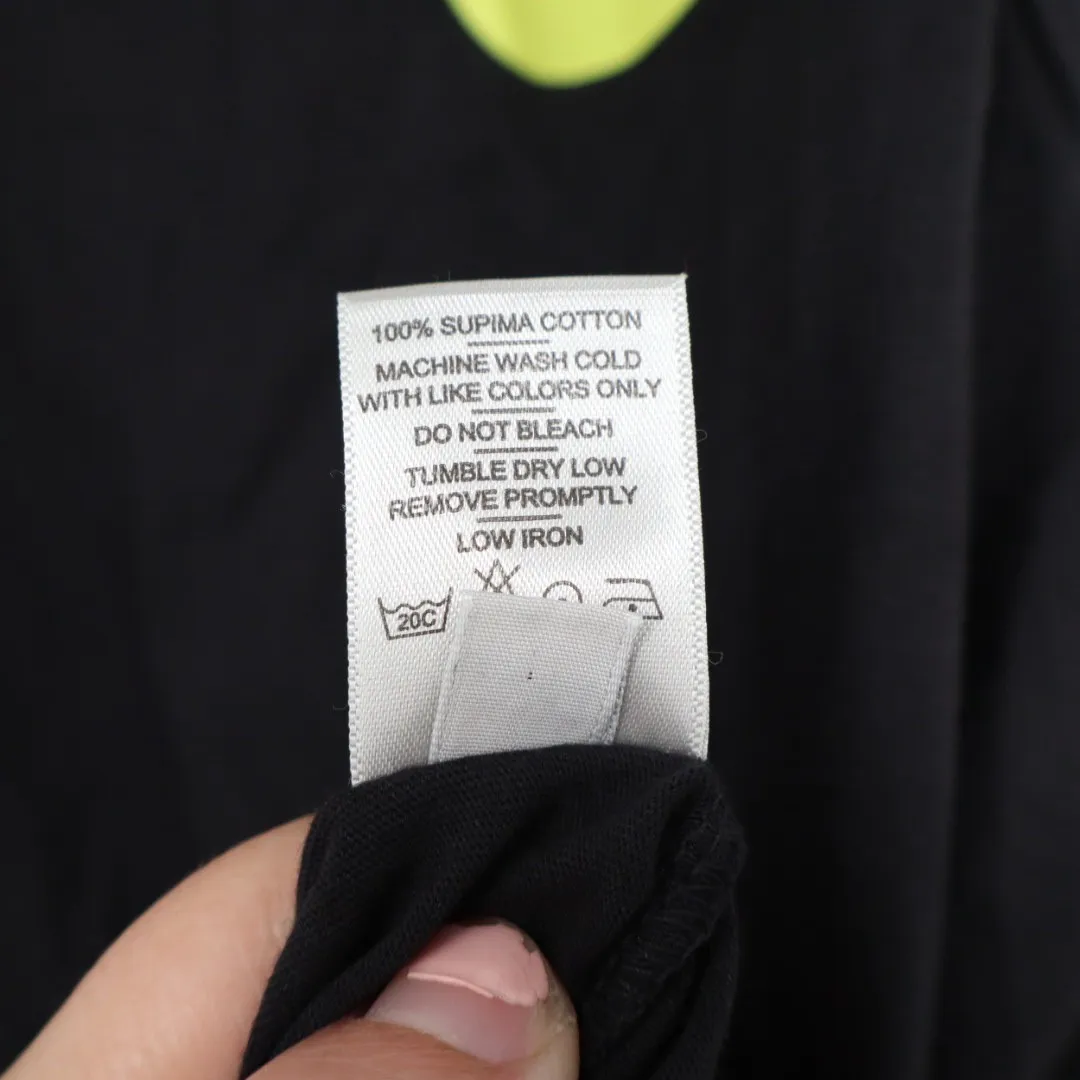 100% SUPIMA COTTON
MACHINE WASH COLD
WITH LIKE COLORS ONLY
DO NOT BLEACH
TUMBLE DRY LOW
REMOVE PROMPTLY
LOW IRON
20C